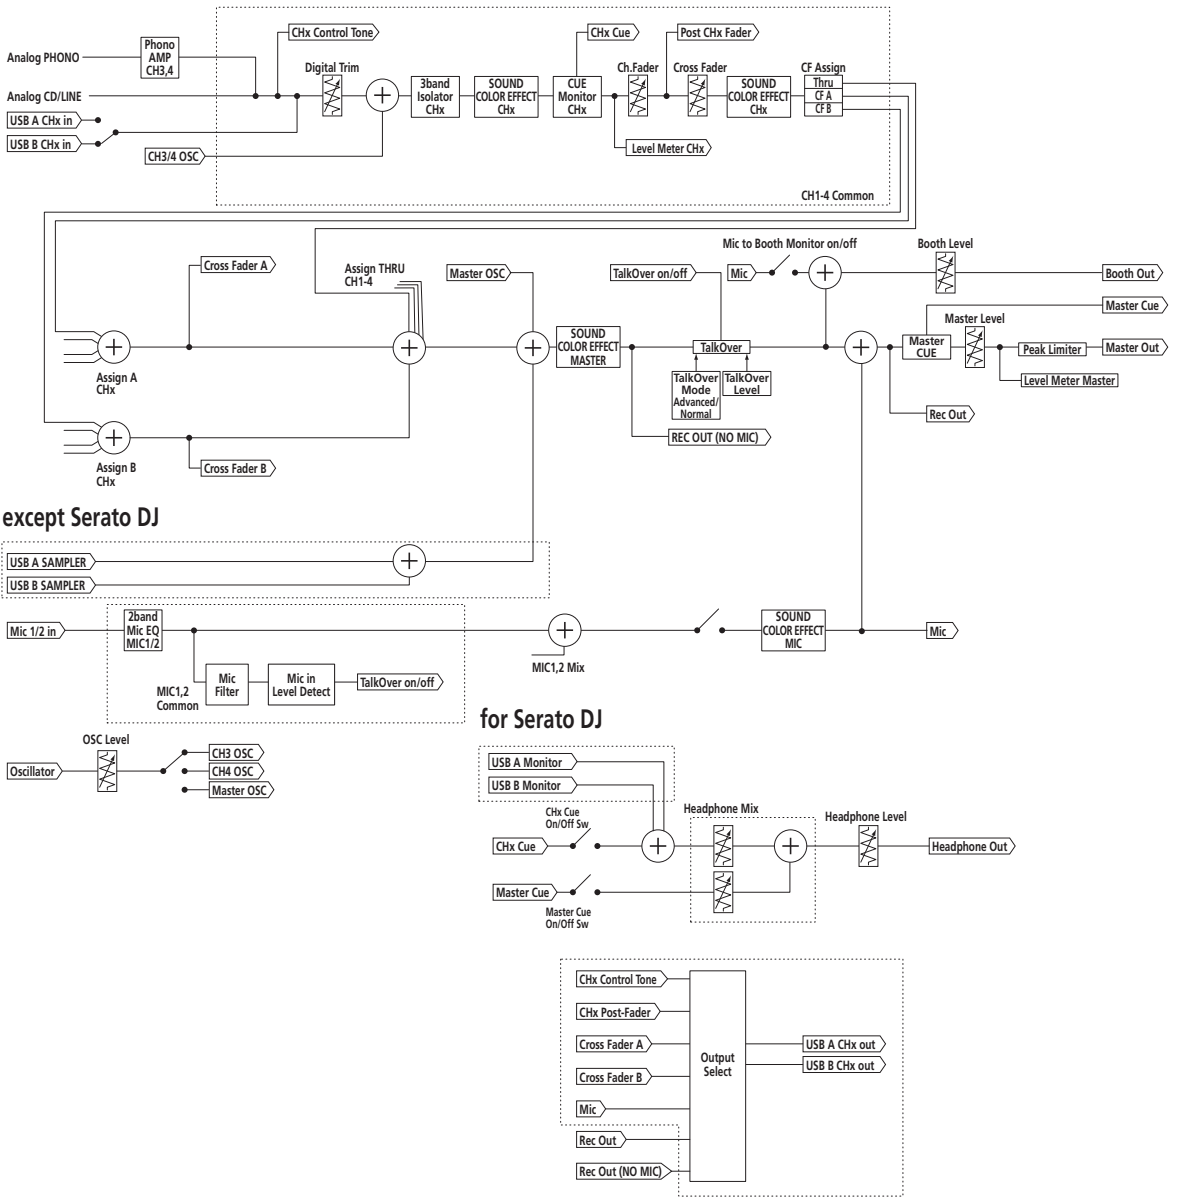 CHx Control Tone
CHx Cue
Post CHx Fader
Phono
AMP
CH3,4
Analog PHONO
Digital Trim
Ch.Fader
Cross Fader
CF Assign
3band
Isolator
CHx
SOUND
COLOR EFFECT
CHx
CUE
Monitor
CHx
SOUND
COLOR EFFECT
CHx
Thru
CF A
CF B
Analog CD/LINE
USB A CHx in
USB B CHx in
CH3/4 OSC
Level Meter CHx
CH1-4 Common
Cross Fader A
Assign THRU
CH1-4
Master OSC
TalkOver on/off
Mic to Booth Monitor on/off
Mic
Booth Level
Booth Out
Master Cue
Master Level
SOUND
COLOR EFFECT
MASTER
TalkOver
Master
CUE
Peak Limiter
Master Out
Level Meter Master
Assign A
CHx
TalkOver
Mode
Advanced/
Normal
TalkOver
Level
Rec Out
REC OUT (NO MIC)
Assign B
CHx
Cross Fader B
except Serato DJ
USB A SAMPLER
USB B SAMPLER
Mic 1/2 in
2band
Mic EQ
MIC1/2
MIC1,2 Mix
SOUND
COLOR EFFECT
MIC
Mic
MIC1,2
Common
Mic
Filter
Mic in
Level Detect
TalkOver on/off
for Serato DJ
OSC Level
Oscillator
CH3 OSC
CH4 OSC
Master OSC
USB A Monitor
USB B Monitor
CHx Cue
On/Off Sw
Headphone Mix
Headphone Level
CHx Cue
Headphone Out
Master Cue
Master Cue
On/Off Sw
CHx Control Tone
CHx Post-Fader
Cross Fader A
Cross Fader B
Mic
Rec Out
Rec Out (NO MIC)
Output
Select
USB A CHx out
USB B CHx out